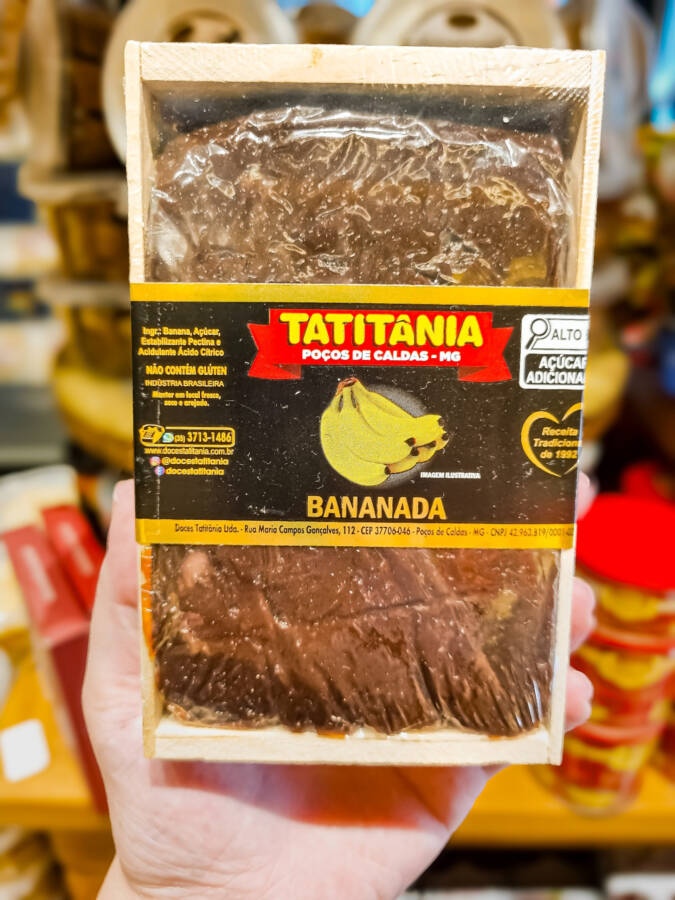 Ingr.: Banana, Açúcar,
Estabilizante Pectina e
Acidulante Ácido Cítrico
NÃO CONTÉM GLÚTEN
INDÚSTRIA BRASILEIRA
Manter em local fresco,
seco e arejado.
(35) 3713-1486
www.docestatitania.com.br
@docestatitania
docestatitania
TATITÂNIA
POÇOS DE CALDAS - MG
IMAGEM ILUSTRATIVA
BANANADA
ALTO
AÇÚCAR
ADICIONA
Receita
Tradicion
de 1992
Doces Tatitânia Ltda. - Rua Maria Campos Gonçalves, 112 - CEP 37706-046 - Poços de Caldas - MG - CNPJ 42.963.819/0001-